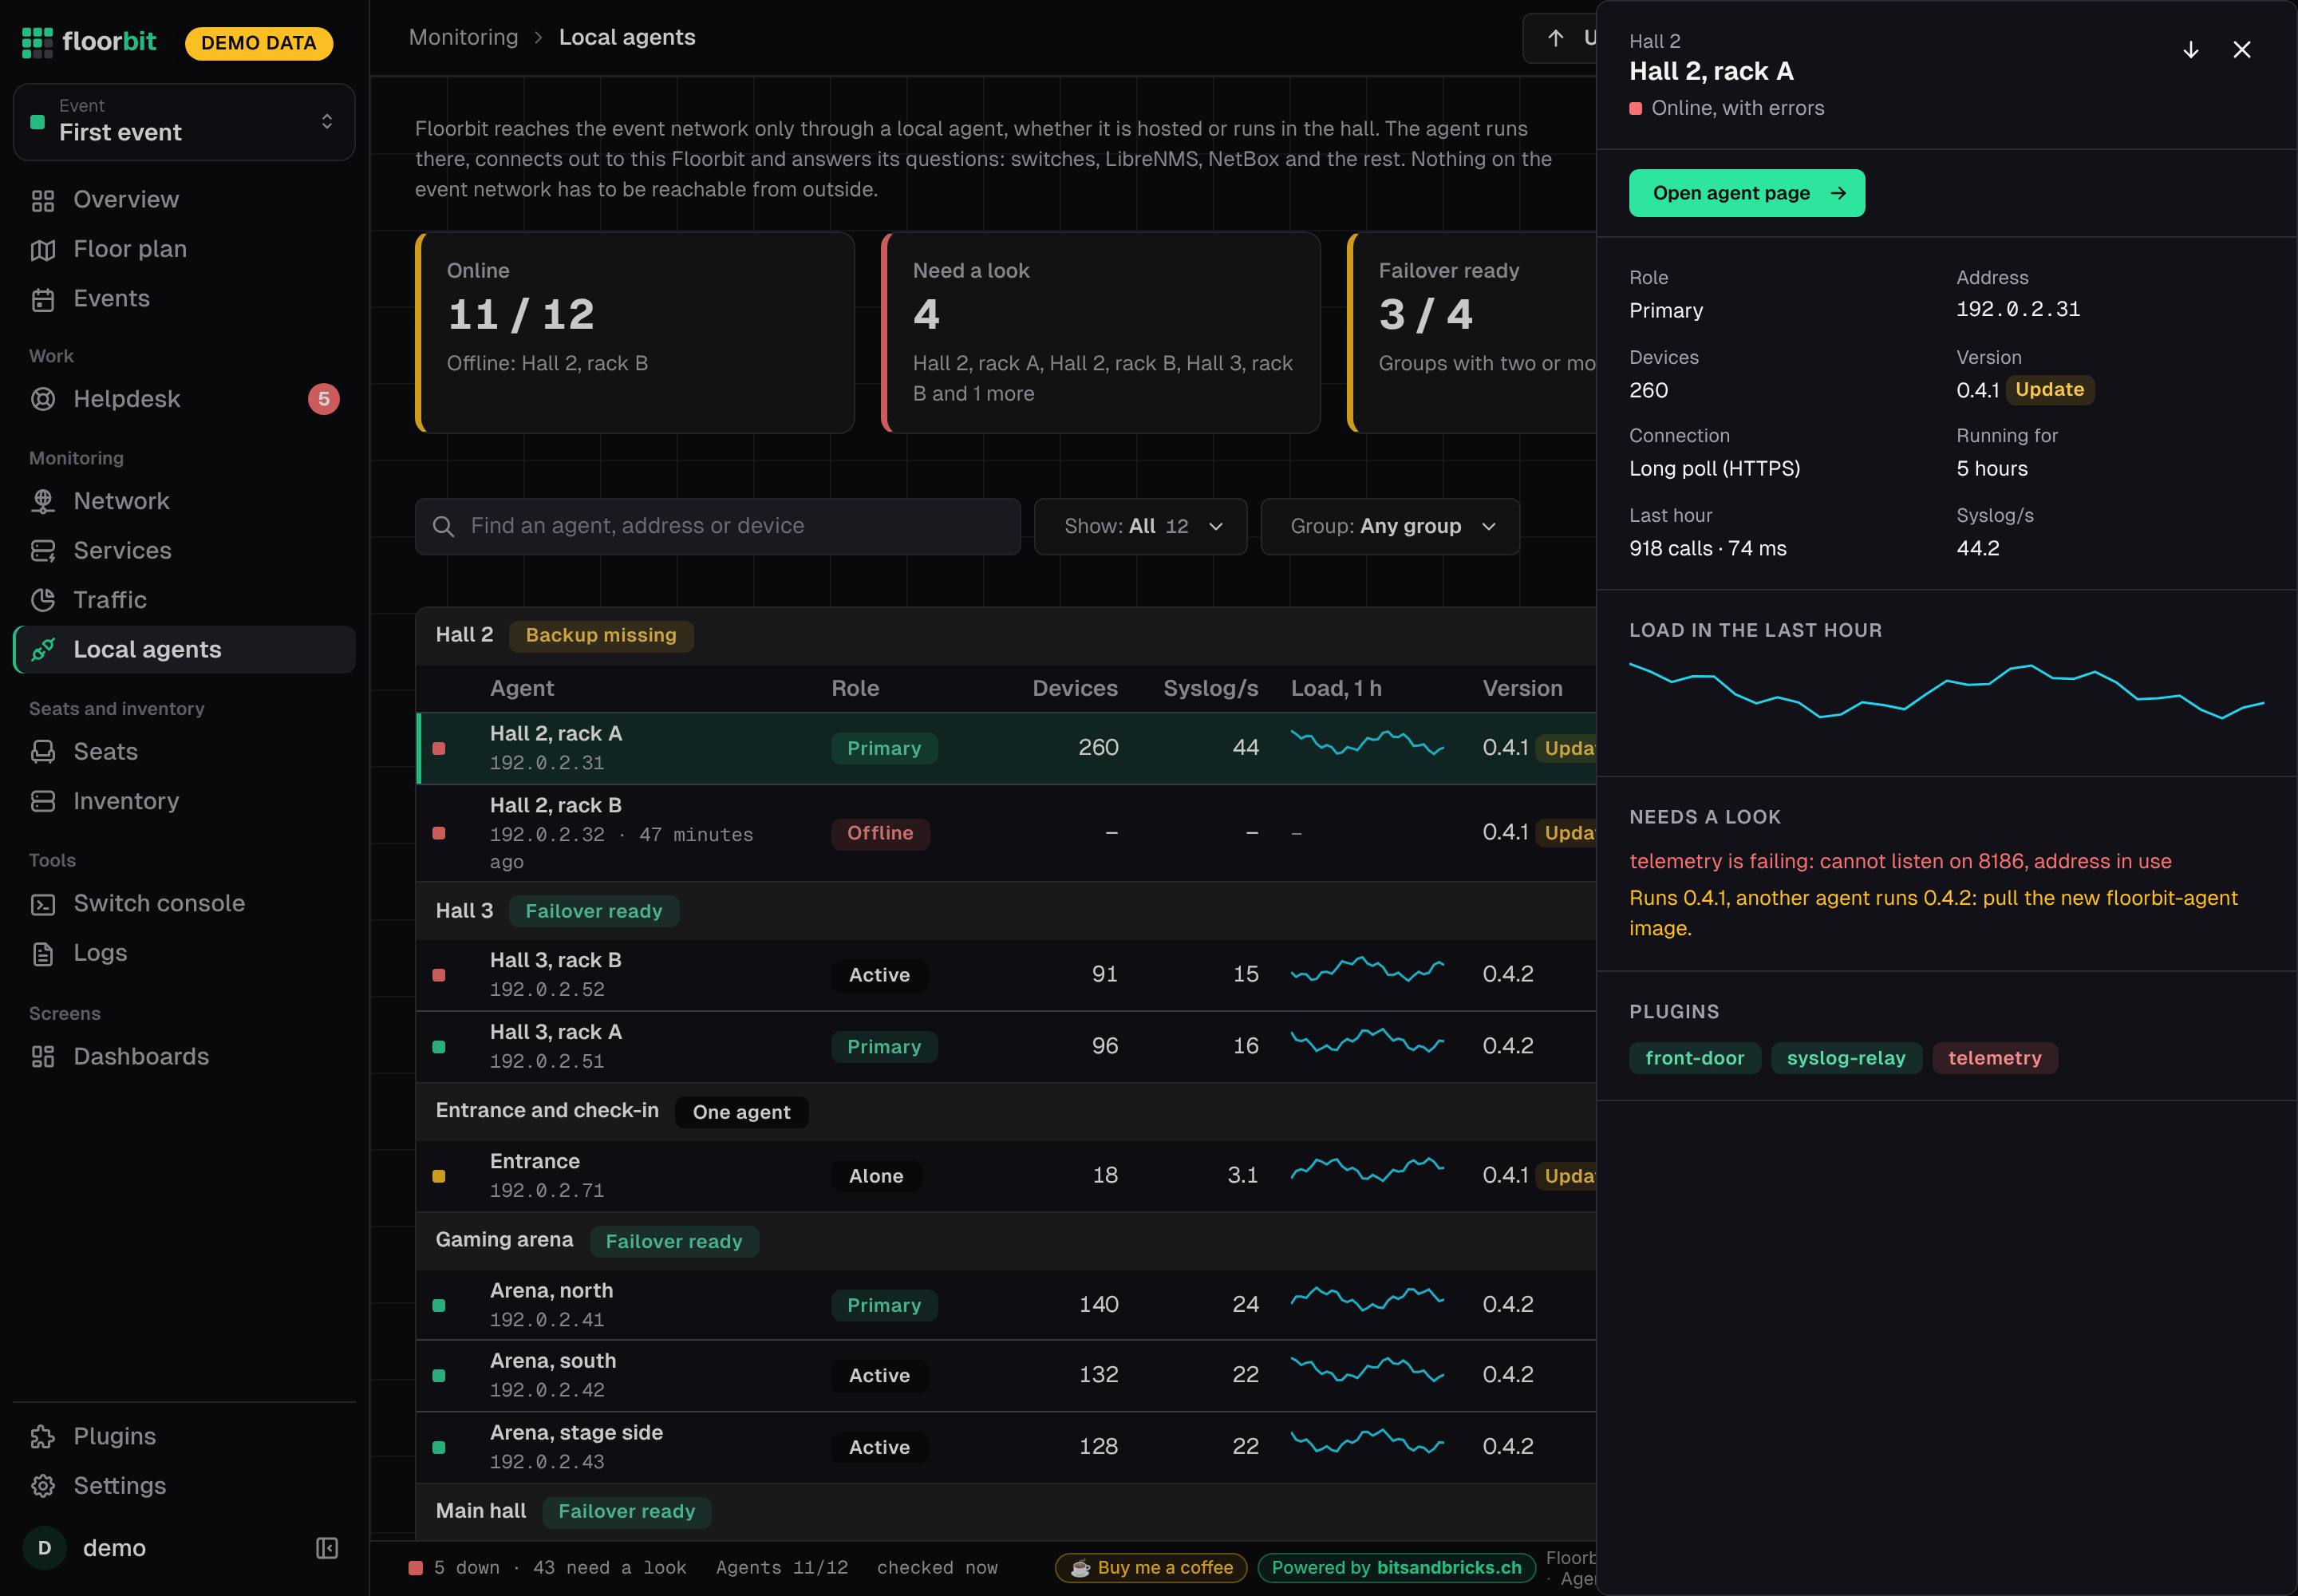 floorbit
DEMO DATA
Event
First event
Overview
Floor plan
Events
Work
Helpdesk
5
Monitoring
Network
Services
Traffic
Local agents
Seats and inventory
Seats
Inventory
Tools
Switch console
Logs
Screens
Dashboards
Plugins
Settings
D
demo
Monitoring
Local agents
Floorbit reaches the event network only through a local agent, whether it is hosted or runs in the hall. The agent runs
there, connects out to this Floorbit and answers its questions: switches, LibreNMS, NetBox and the rest. Nothing on the
event network has to be reachable from outside.
Online
11 / 12
Offline: Hall 2, rack B
Need a look
4
Hall 2, rack A, Hall 2, rack B, Hall 3, rack
B and 1 more
Failover ready
3 / 4
Groups with two or mo
Find an agent, address or device
Show: All 12
Group: Any group
Hall 2 Backup missing
Agent Role Devices Syslog/s Load, 1 h Version
Hall 2, rack A
192.0.2.31
Primary 260 44 0.4.1
Hall 2, rack B
192.0.2.32 · 47 minutes
ago
Offline – – – 0.4.1
Hall 3 Failover ready
Hall 3, rack B
192.0.2.52
Active 91 15 0.4.2
Hall 3, rack A
192.0.2.51
Primary 96 16 0.4.2
Entrance and check-in One agent
Entrance
192.0.2.71
Alone 18 3.1 0.4.1
Gaming arena Failover ready
Arena, north
192.0.2.41
Primary 140 24 0.4.2
Arena, south
192.0.2.42
Active 132 22 0.4.2
Arena, stage side
192.0.2.43
Active 128 22 0.4.2
Main hall Failover ready
5 down · 43 need a look Agents 11/12 checked now
Buy me a coffee
Powered by bitsandbricks.ch
Hall 2
Hall 2, rack A
Online, with errors
Open agent page
Role
Primary
Address
192.0.2.31
Devices
260
Version
0.4.1 Update
Connection
Long poll (HTTPS)
Running for
5 hours
Last hour
918 calls · 74 ms
Syslog/s
44.2
LOAD IN THE LAST HOUR
NEEDS A LOOK
telemetry is failing: cannot listen on 8186, address in use
Runs 0.4.1, another agent runs 0.4.2: pull the new floorbit-agent
image.
PLUGINS
front-door
syslog-relay
telemetry